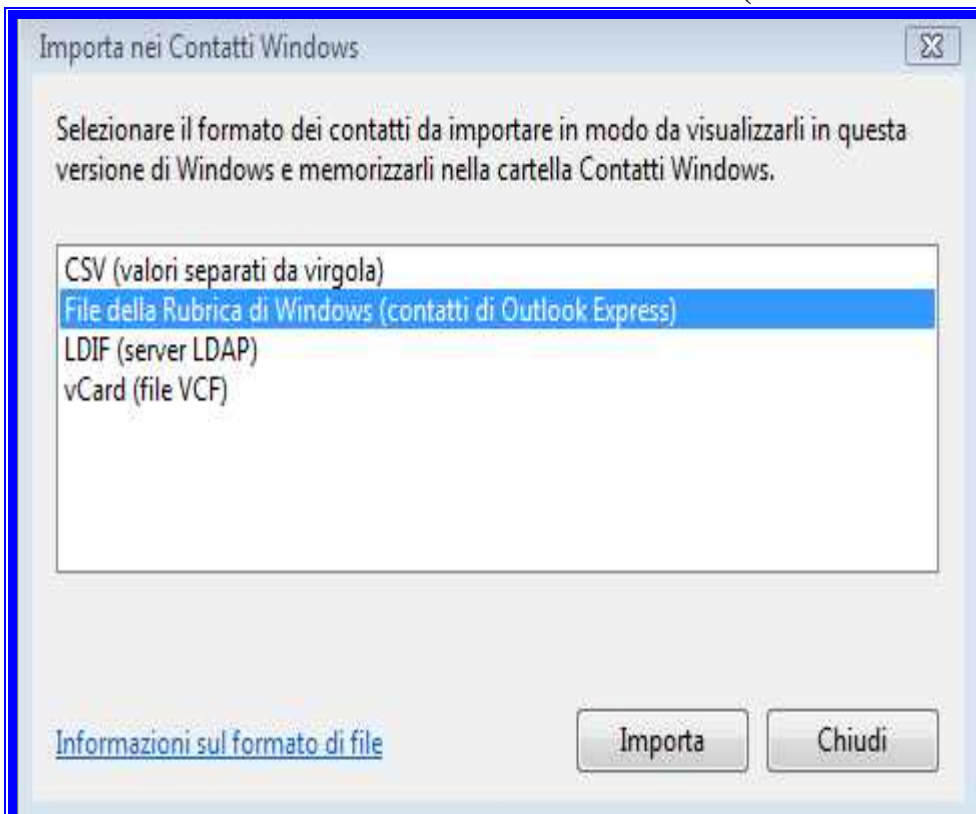 (
Importa nei Contatti Windows
Selezionare il formato dei contatti da importare in modo da visualizzarli in questa
versione di Windows e memorizzarli nella cartella Contatti Windows.
CSV (valori separati da virgola)
File della Rubrica di Windows (contatti di Outlook Express)
LDIF (server LDAP)
vCard (file VCF)
Informazioni sul formato di file
Importa
Chiudi